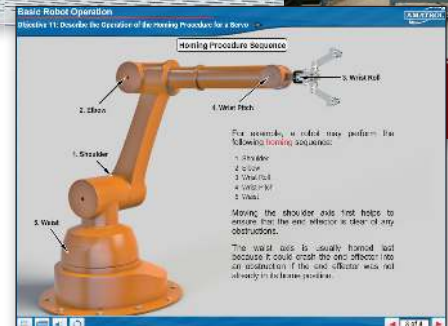 Basic Robot Operation
AMATROL
Objective 11: Describe the Operation of the Homing Procedure for a Servo
Homing Procedure Sequence
3. Wrist Roll
2. Elbow
4. Wrist Pitch
1. Shoulder
5. Waist
For example, a robot may perform the
following homing sequence:
1 Shoulder
2 Elbow
3 Wrist Roll
4 Wrist Pitch
5 Waist
Moving the shoulder axis first helps to
ensure that the end effector is clear of any
obstructions.
The waist axis is usually homed last
because it could crash the end effector into
an obstruction if the end effector was not
already in its home position.
3 of 4